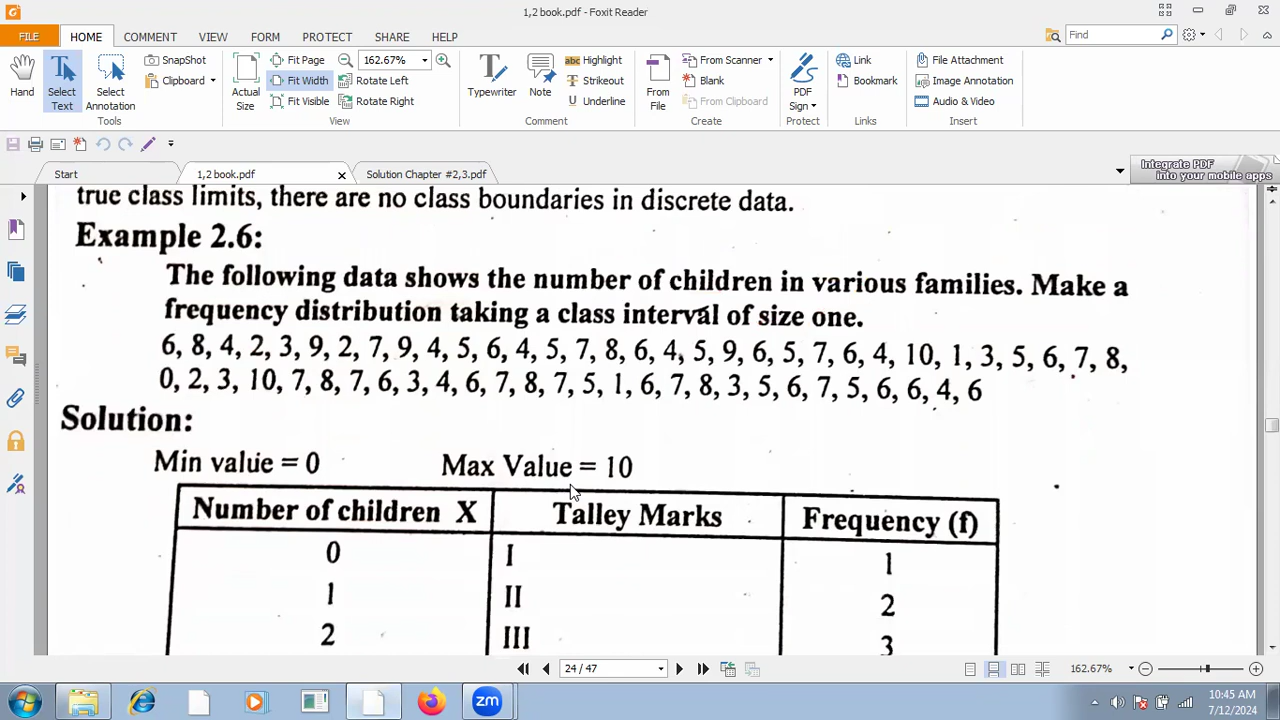 1,2 book.pdf - Foxit Reader
FILE HOME COMMENT VIEW FORM PROTECT SHARE HELP
Find
Hand
Select Text
Select Annotation
SnapShot
Clipboard
Tools
Actual Size
Fit Page
Fit Width
Fit Visible
162.67%
Rotate Left
Rotate Right
View
Typewriter
Note
Highlight
Strikeout
Underline
Comment
From File
From Scanner
Blank
From Clipboard
Create
PDF Sign
Protect
Link
Bookmark
Links
File Attachment
Image Annotation
Audio & Video
Insert
Start
1,2 book.pdf
Solution Chapter #2,3.pdf
Integrate PDF
into your mobile apps
true class limits, there are no class boundaries in discrete data.
Example 2.6:
The following data shows the number of children in various families. Make a
frequency distribution taking a class interval of size one.
6, 8, 4, 2, 3, 9, 2, 7, 9, 4, 5, 6, 4, 5, 7, 8, 6, 4, 5, 9, 6, 5, 7, 6, 4, 10, 1, 3, 5, 6, 7, 8,
0, 2, 3, 10, 7, 8, 7, 6, 3, 4, 6, 7, 8, 7, 5, 1, 6, 7, 8, 3, 5, 6, 7, 5, 6, 6, 4, 6
Solution:
Min value = 0 Max Value = 10
Number of children X Talley Marks Frequency (f)
0 I 1
1 II 2
2 III 3
24 / 47
162.67%
zm
10:45 AM
7/12/2024